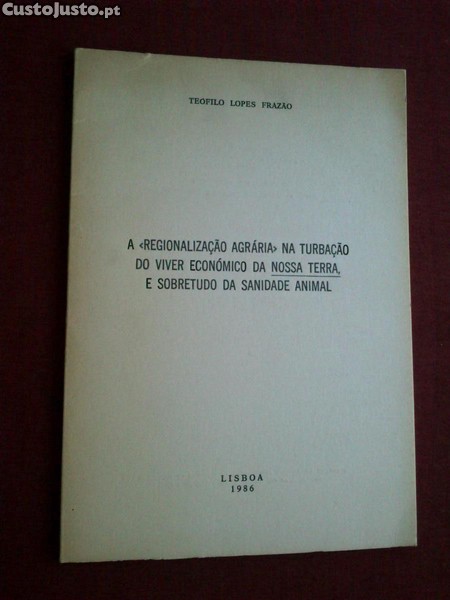 CustoJusto.pt
TEOFILO LOPES FRAZÃO
A «REGIONALIZAÇÃO AGRÁRIA» NA TURBAÇÃO
DO VIVER ECONÓMICO DA NOSSA TERRA,
E SOBRETUDO DA SANIDADE ANIMAL
LISBOA
1986